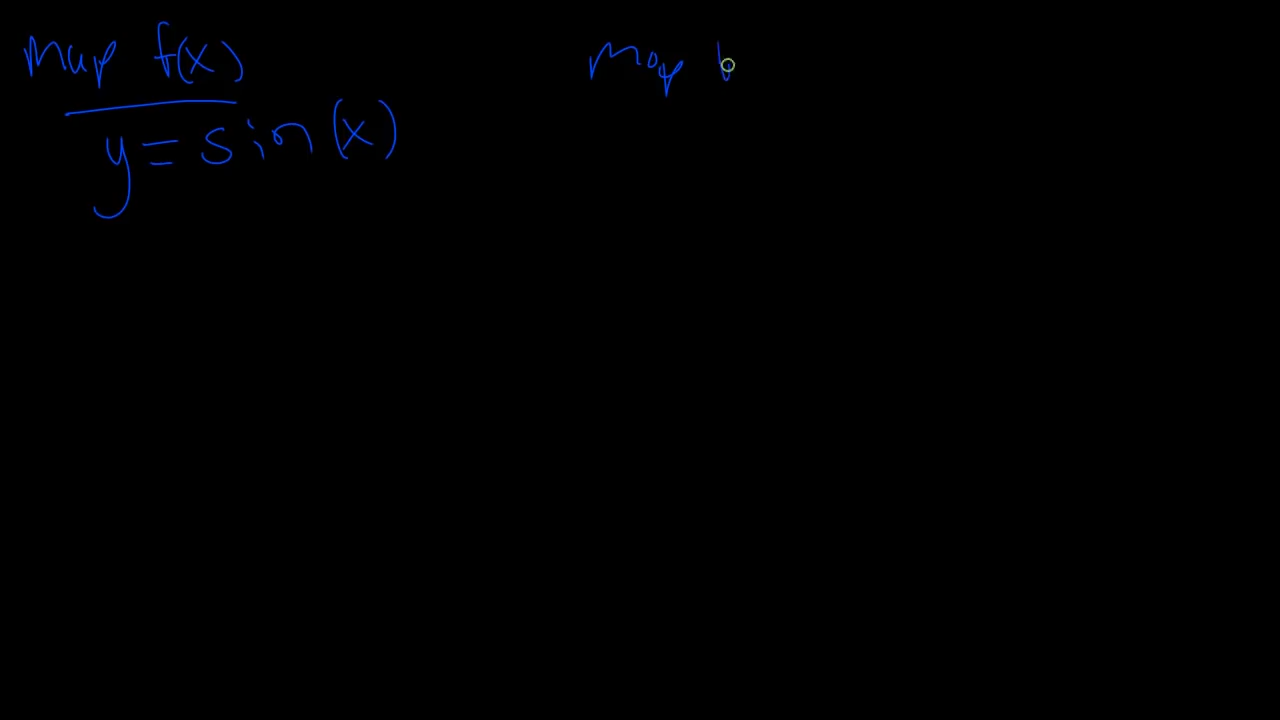 map f(x)
y = sin(x)
map